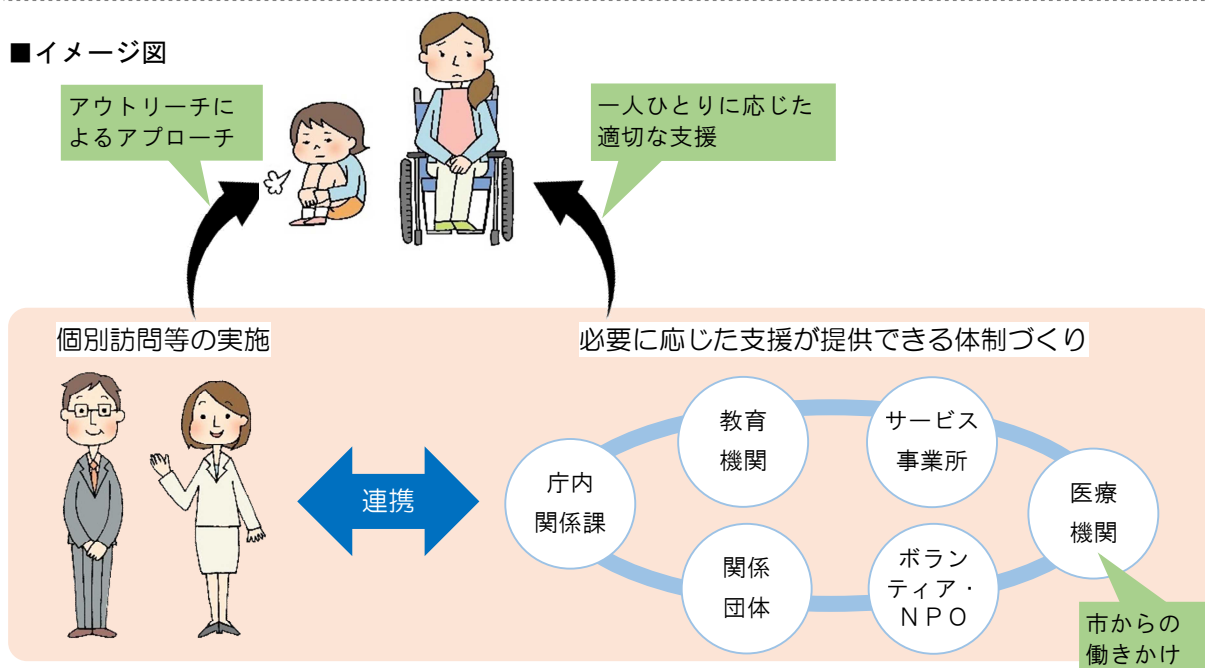 ■イメージ図
アウトリーチに
よるアプローチ
一人ひとりに応じた
適切な支援
個別訪問等の実施
必要に応じた支援が提供できる体制づくり
連携
庁内
関係課
教育
機関
サービス
事業所
医療
機関
関係
団体
ボラン
ティア・
ＮＰＯ
市からの
働きかけ